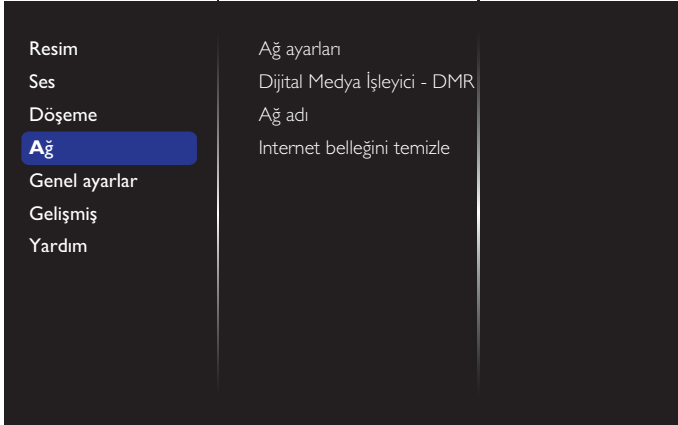 Resim
Ses
Döşeme
Ağ
Genel ayarlar
Gelişmiş
Yardım
Ağ ayarları
Dijital Medya İşleyici - DMR
Ağ adı
Internet belleğini temizle